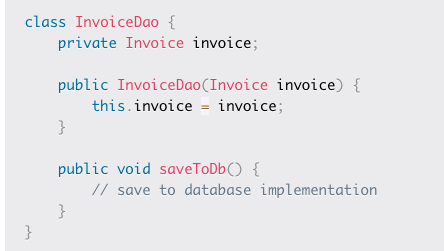 class InvoiceDao {
    private Invoice invoice;

    public InvoiceDao(Invoice invoice) {
        this.invoice = invoice;
    }

    public void saveToDb() {
        // save to database implementation
    }
}